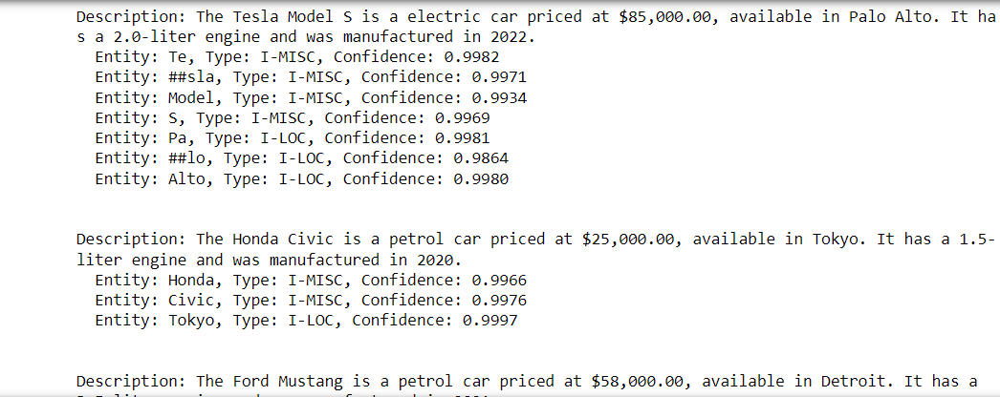 Description: The Tesla Model S is a electric car priced at $85,000.00, available in Palo Alto. It ha
s a 2.0-liter engine and was manufactured in 2022.
Entity: Te, Type: I-MISC, Confidence: 0.9982
Entity: ##sla, Type: I-MISC, Confidence: 0.9971
Entity: Model, Type: I-MISC, Confidence: 0.9934
Entity: S, Type: I-MISC, Confidence: 0.9969
Entity: Pa, Type: I-LOC, Confidence: 0.9981
Entity: ##lo, Type: I-LOC, Confidence: 0.9864
Entity: Alto, Type: I-LOC, Confidence: 0.9980
Description: The Honda Civic is a petrol car priced at $25,000.00, available in Tokyo. It has a 1.5-
liter engine and was manufactured in 2020.
Entity: Honda, Type: I-MISC, Confidence: 0.9966
Entity: Civic, Type: I-MISC, Confidence: 0.9976
Entity: Tokyo, Type: I-LOC, Confidence: 0.9997
Description: The Ford Mustang is a petrol car priced at $58,000.00, available in Detroit. It has a